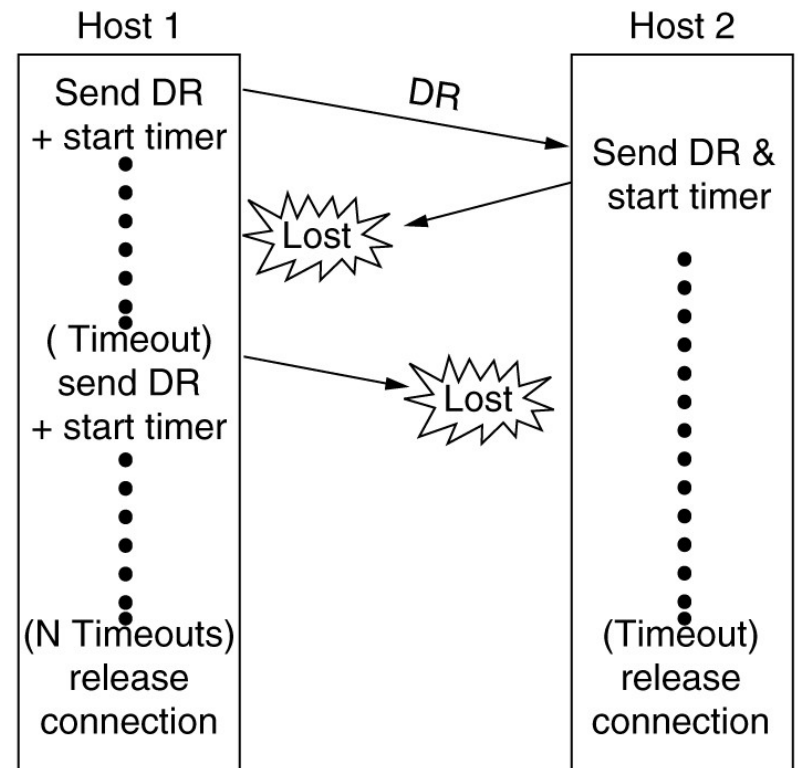 Host 1
Host 2
Send DR
+ start timer
DR
Send DR &
start timer
Lost
( Timeout)
send DR
+ start timer
Lost
(N Timeouts)
release
connection
(Timeout)
release
connection